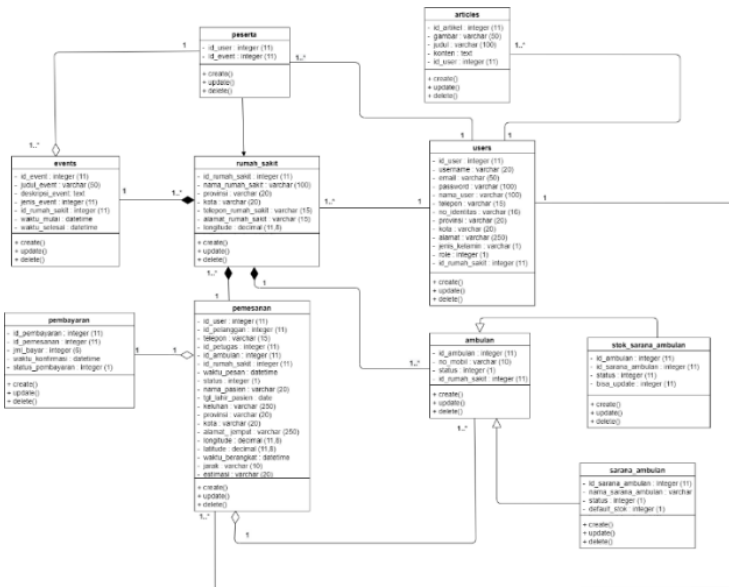 peserta
- id_user : integer (11)
- id_event : integer (11)
+ create()
+ update()
+ delete()
articles
- id_artikel : integer (11)
- gambar : varchar (50)
- judul : varchar (100)
- konten : text
- id_user : integer (11)
+ create()
+ update()
+ delete()
1
1..*
1..*
1..*
1
1
events
- id_event : integer (11)
- judul_event : varchar (50)
- deskripsi_event : text
- jenis_event : integer (11)
- id_rumah_sakit : integer (11)
- waktu_mulai : datetime
- waktu_selesai : datetime
+ create()
+ update()
+ delete()
1
1..*
rumah_sakit
- id_rumah_sakit : integer (11)
- nama_rumah_sakit : varchar (100)
- provinsi : varchar (20)
- kota : varchar (20)
- telepon_rumah_sakit : varchar (15)
- alamat_rumah_sakit : varchar (15)
- longitude : decimal (11,8)
+ create()
+ update()
+ delete()
1..*
1
users
- id_user : integer (11)
- username : varchar (20)
- email : varchar (50)
- password : varchar (100)
- nama_user : varchar (100)
- telepon : varchar (15)
- no_identitas : varchar (16)
- provinsi : varchar (20)
- kota : varchar (20)
- alamat : varchar (250)
- jenis_kelamin : varchar (1)
- role : integer (1)
- id_rumah_sakit : integer (11)
+ create()
+ update()
+ delete()
1
1
1
pembayaran
- id_pembayaran : integer (11)
- id_pemesanan : integer (11)
- jml_bayar : integer (6)
- waktu_konfirmasi : datetime
- status_pembayaran : integer (1)
+ create()
+ update()
+ delete()
1
1
pemesanan
- id_user : integer (11)
- id_pelanggan : integer (11)
- telepon : varchar (15)
- id_petugas : integer (11)
- id_ambulan : integer (11)
- id_rumah_sakit : integer (11)
- waktu_pesan : datetime
- status : integer (1)
- nama_pasien : varchar (20)
- tgl_lahir_pasien : date
- keluhan : varchar (250)
- provinsi : varchar (20)
- kota : varchar (20)
- alamat_jemput : varchar (250)
- longitude : decimal (11,8)
- latitude : decimal (11,8)
- waktu_berangkat : datetime
- jarak : varchar (10)
- estimasi : varchar (20)
+ create()
+ update()
+ delete()
1..*
1
ambulan
- id_ambulan : integer (11)
- no_mobil : varchar (10)
- status : integer (1)
- id_rumah_sakit : integer (11)
+ create()
+ update()
+ delete()
1..*
1..*
stok_sarana_ambulan
- id_ambulan : integer (11)
- id_sarana_ambulan : integer (11)
- status : integer (11)
- bisa_update : integer (11)
+ create()
+ update()
+ delete()
sarana_ambulan
- id_sarana_ambulan : integer (11)
- nama_sarana_ambulan : varchar
- status : integer (1)
- default_stok : integer (1)
+ create()
+ update()
+ delete()